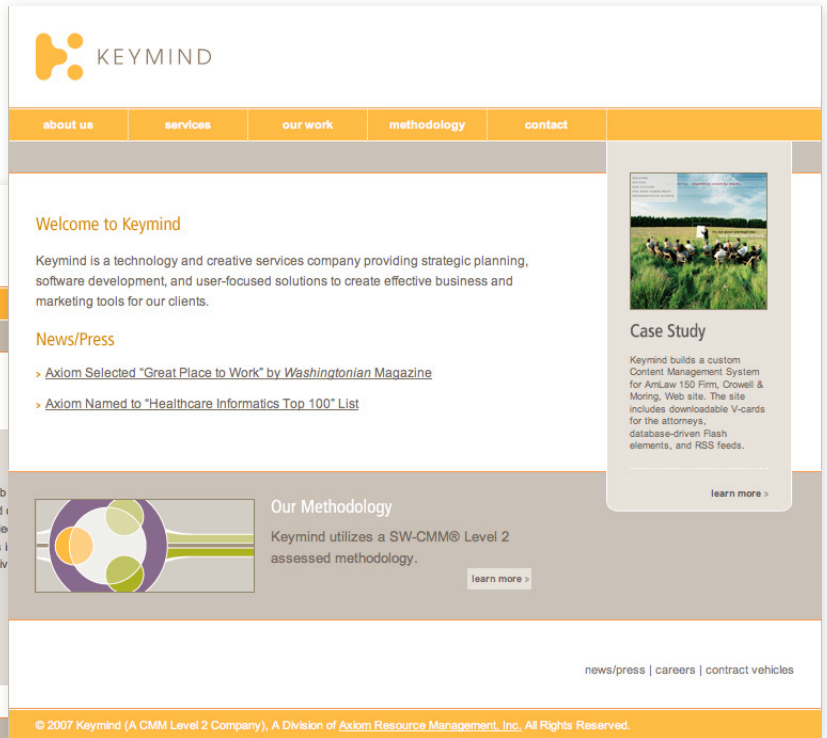 KEYMIND
about us
services
our work
methodology
contact
Welcome to Keymind
Keymind is a technology and creative services company providing strategic planning,
software development, and user-focused solutions to create effective business and
marketing tools for our clients.
News/Press
> Axiom Selected “Great Place to Work” by Washingtonian Magazine
> Axiom Named to “Healthcare Informatics Top 100” List
Case Study
Keymind builds a custom
Content Management System
for AmLaw 150 Firm, Crowell &
Moring, Web site. The site
includes downloadable V-cards
for the attorneys,
database-driven Flash
elements, and RSS feeds.
learn more >
Our Methodology
Keymind utilizes a SW-CMM® Level 2
assessed methodology.
learn more >
news/press | careers | contract vehicles
© 2007 Keymind (A CMM Level 2 Company), A Division of Axiom Resource Management, Inc. All Rights Reserved.